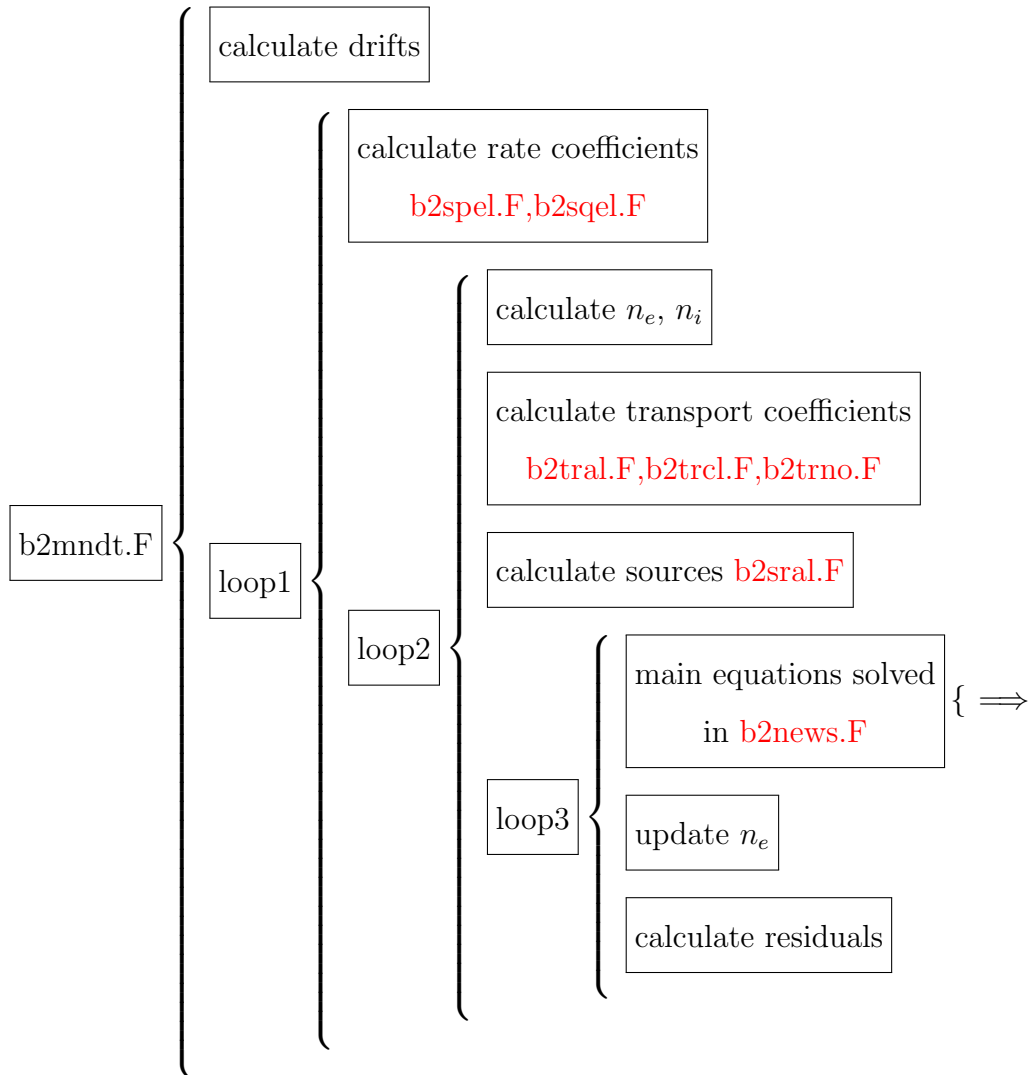 calculate drifts
calculate rate coefficients
b2spel.F,b2sqel.F
calculate n_e, n_i
calculate transport coefficients
b2tral.F,b2trcl.F,b2trno.F
b2mndt.F
calculate sources b2sral.F
loop1
loop2
main equations solved
in b2news.F
{ ⟹
loop3
update n_e
calculate residuals